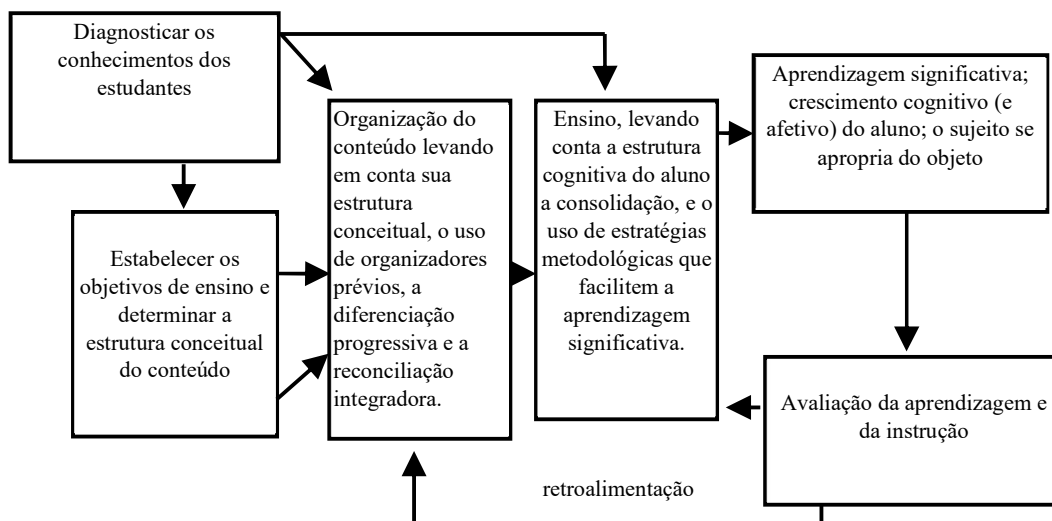 Diagnosticar os
conhecimentos dos
estudantes
Estabelecer os
objetivos de ensino e
determinar a
estrutura conceitual
do conteúdo
Organização do
conteúdo levando
em conta sua
estrutura
conceitual, o uso
de organizadores
prévios, a
diferenciação
progressiva e a
reconciliação
integradora.
Ensino, levando
conta a estrutura
cognitiva do aluno
a consolidação, e o
uso de estratégias
metodológicas que
facilitem a
aprendizagem
significativa.
Aprendizagem significativa;
crescimento cognitivo (e
afetivo) do aluno; o sujeito se
apropria do objeto
Avaliação da aprendizagem e
da instrução
retroalimentação